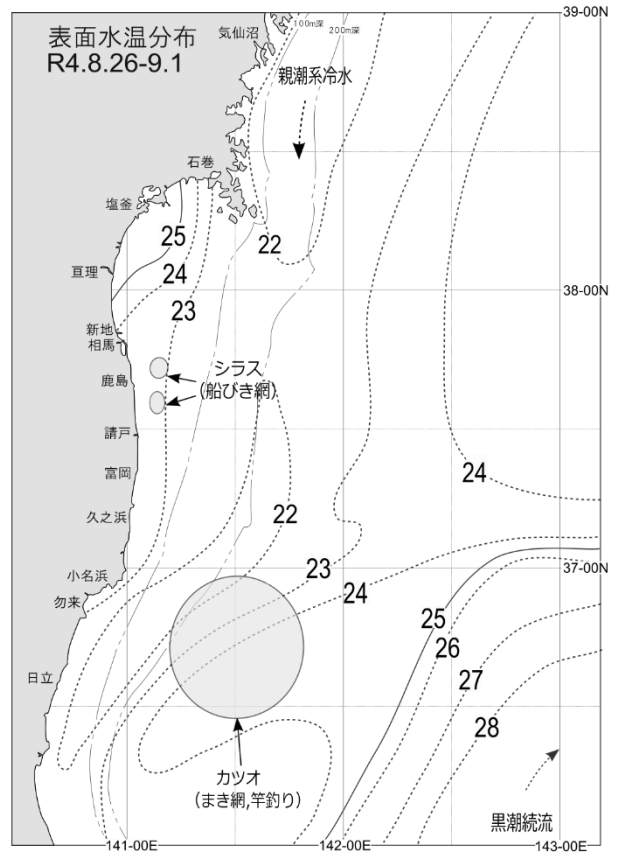 表面水温分布
R4.8.26-9.1
気仙沼
100m深
200m深
39-00N
親潮系冷水
石巻
塩釜
25
22
亘理
24
38-00N
23
新地
相馬
シラス
(船びき網)
鹿島
請戸
富岡
24
久之浜
22
小名浜
23
37-00N
勿来
24
25
26
日立
27
28
カツオ
(まき網,竿釣り)
黒潮続流
141-00E
142-00E
143-00E